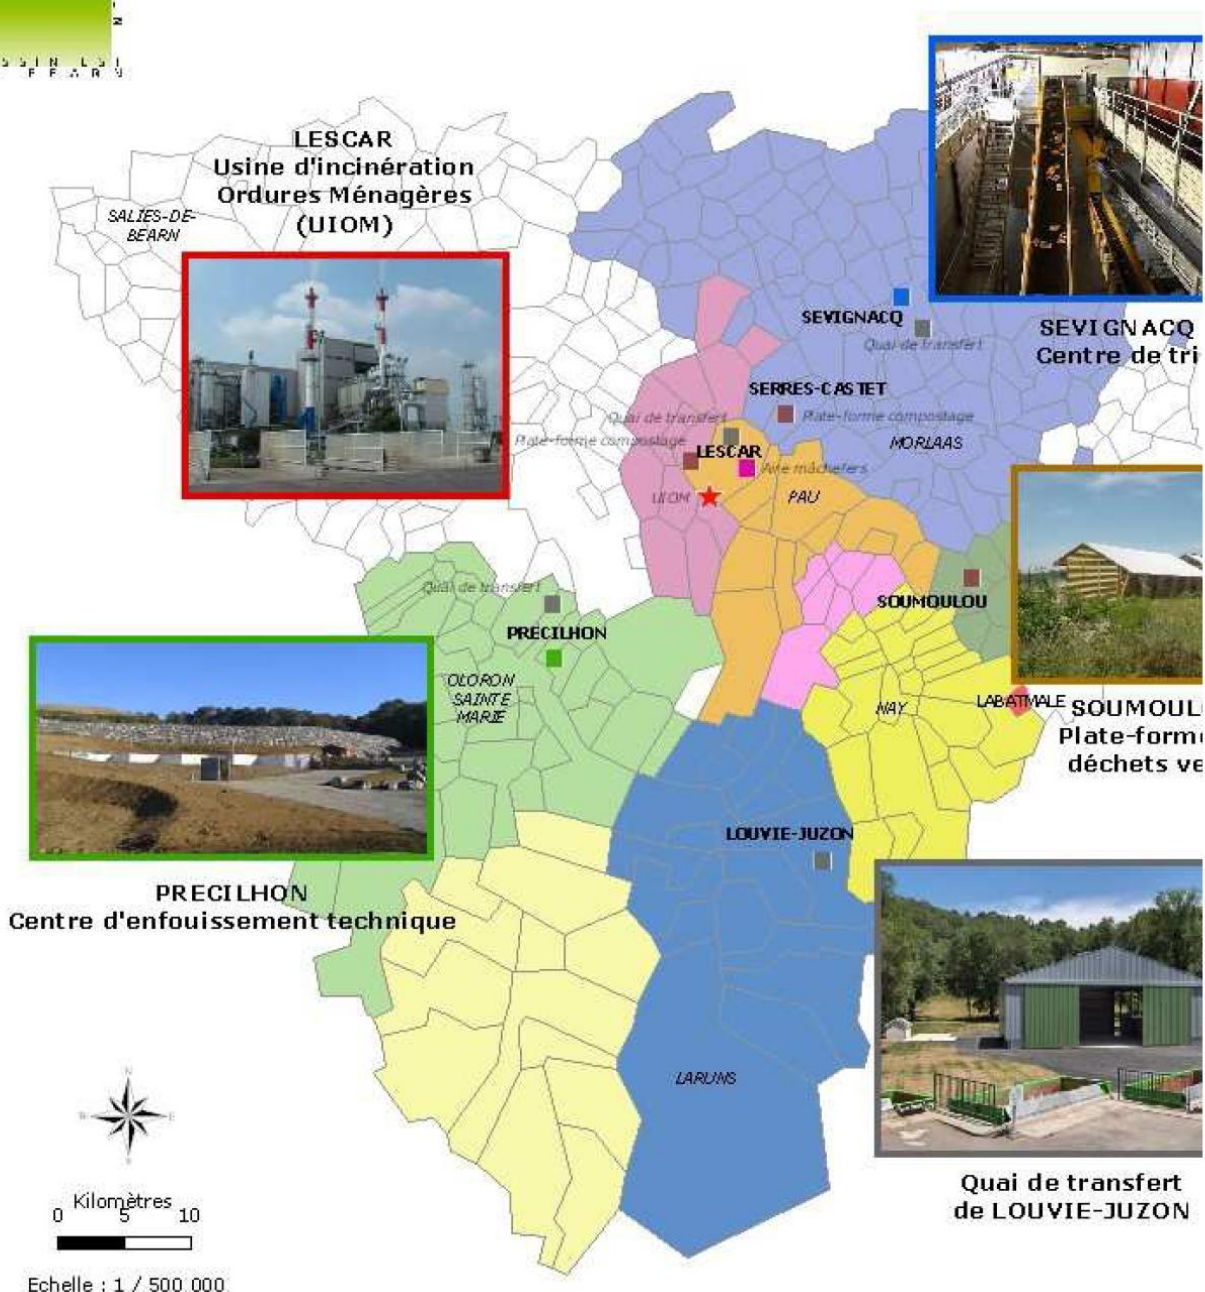 LESCAR
Usine d'incinération
Ordures Ménagères
(UIOM)
SALIES-DE-
BEARN
SEVIGNACQ
Quai de transfert
SEVIGNACQ
Centre de tri
SERRES-CASTET
Plate-forme compostage
Quai de transfert
Plate-forme compostage
MORLAAS
LESCAR
Aire mâchefers
UIOM
PAU
Quai de transfert
SOUMOULOU
PRECILHON
OLORON
SAINTE
MARIE
NAY
LABATMALE
SOUMOUL
Plate-form
déchets ve
LOUVIE-JUZON
PRECILHON
Centre d'enfouissement technique
LARUNS
N
Kilomètres
0 5 10
Echelle : 1 / 500 000
Quai de transfert
de LOUVIE-JUZON